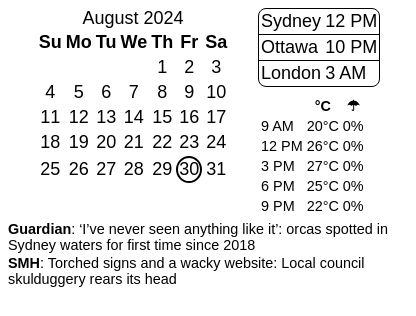 August 2024
Su Mo Tu We Th Fr Sa
1 2 3
4 5 6 7 8 9 10
11 12 13 14 15 16 17
18 19 20 21 22 23 24
25 26 27 28 29 30 31
Sydney 12 PM
Ottawa 10 PM
London 3 AM
°C ☂
9 AM 20°C 0%
12 PM 26°C 0%
3 PM 27°C 0%
6 PM 25°C 0%
9 PM 22°C 0%
Guardian: ‘I’ve never seen anything like it’: orcas spotted in
Sydney waters for first time since 2018
SMH: Torched signs and a wacky website: Local council
skulduggery rears its head